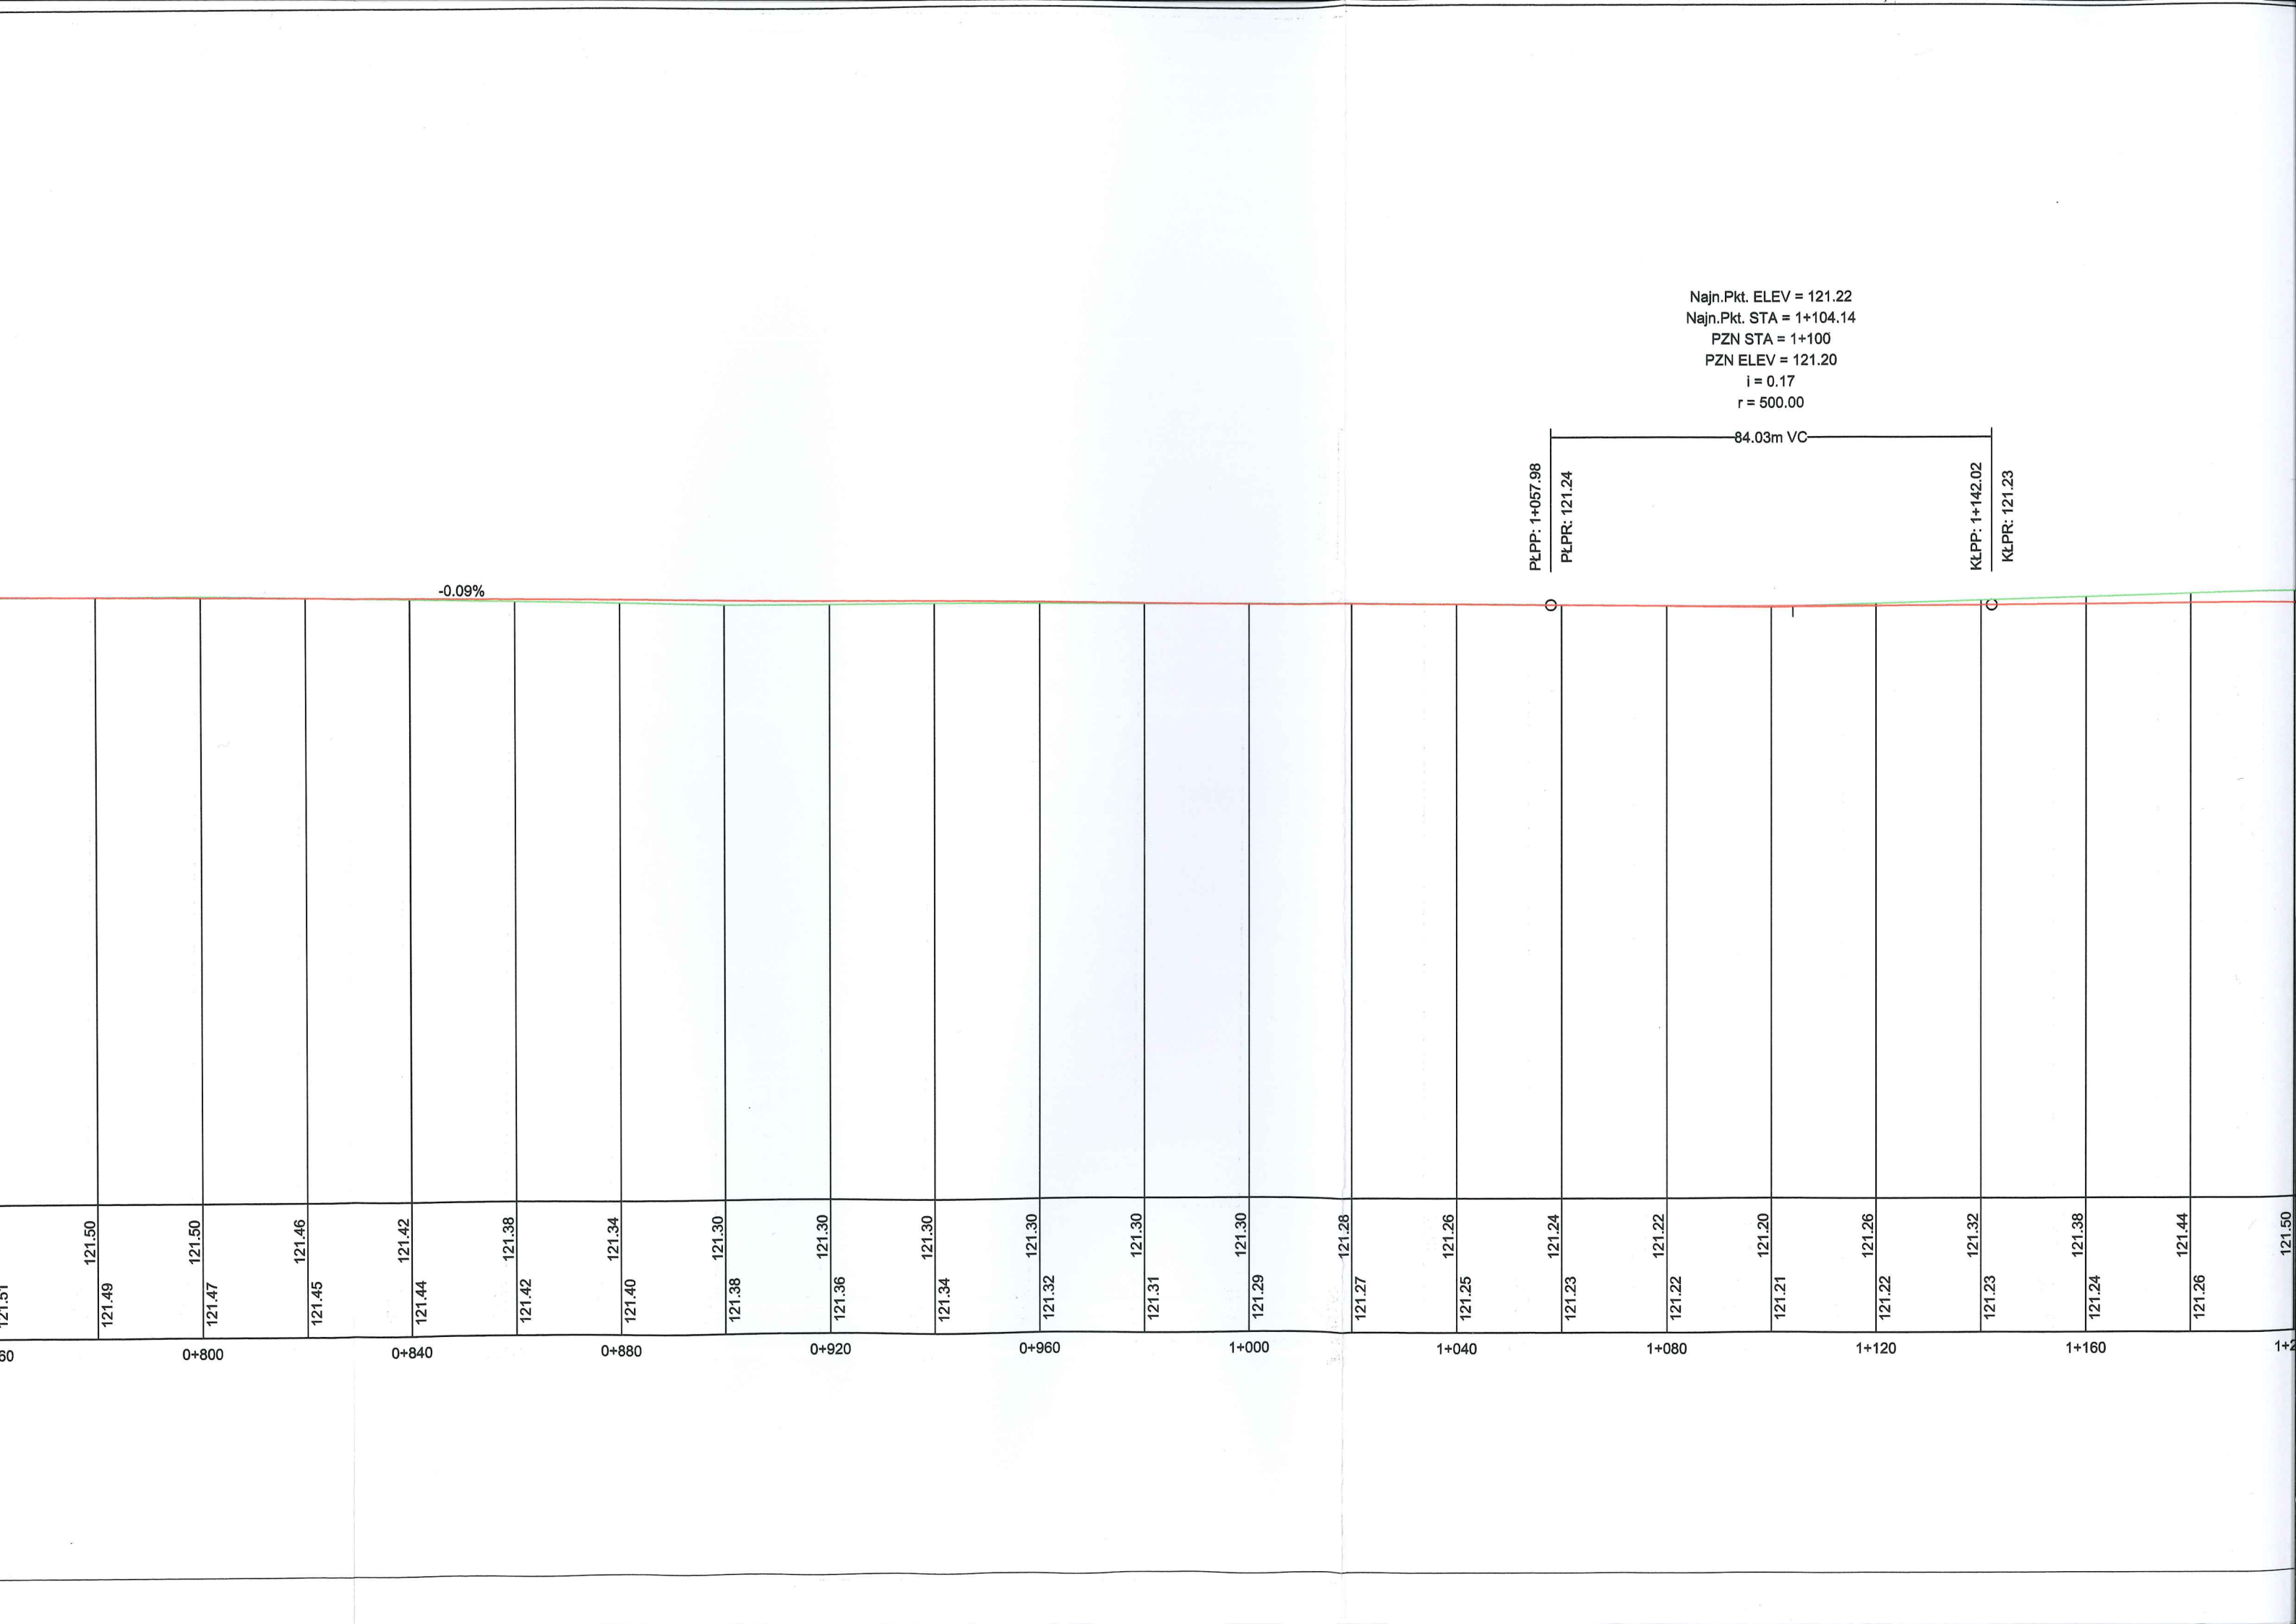 Najn.Pkt. ELEV = 121.22
Najn.Pkt. STA = 1+104.14
PZN STA = 1+100
PZN ELEV = 121.20
i = 0.17
r = 500.00
84.03m VC
PŁPP: 1+057.98
PŁPR: 121.24
KŁPP: 1+142.02
KŁPR: 121.23
-0.09%
121.50 121.50 121.46 121.42 121.38 121.34 121.30 121.30 121.30 121.30 121.30 121.30 121.28 121.26 121.24 121.22 121.20 121.26 121.32 121.38 121.44 121.50
121.51 121.49 121.47 121.45 121.44 121.42 121.40 121.38 121.36 121.34 121.32 121.31 121.29 121.27 121.25 121.23 121.22 121.21 121.22 121.23 121.24 121.26
60 0+800 0+840 0+880 0+920 0+960 1+000 1+040 1+080 1+120 1+160 1+2